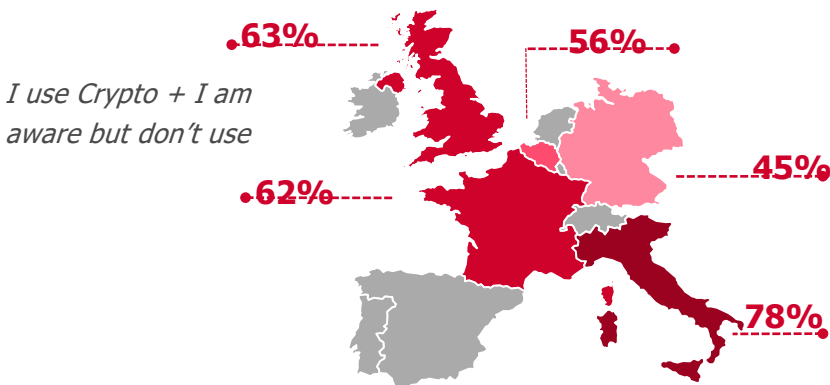 63%
56%
I use Crypto + I am
aware but don’t use
45%
62%
78%